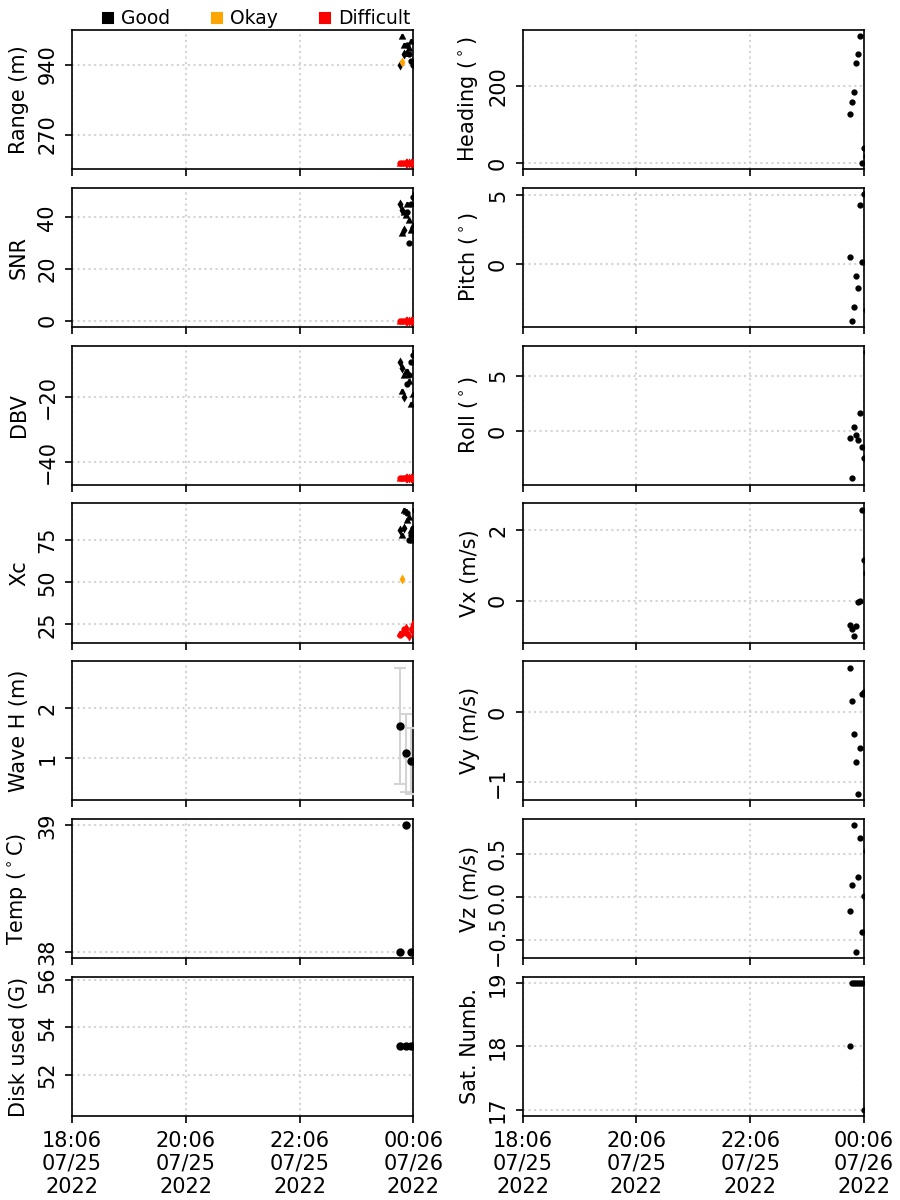 Good Okay Difficult
Range (m)
940
270
Heading (°)
200
0
SNR
40
20
0
Pitch (°)
5
0
DBV
−20
−40
Roll (°)
5
0
Xc
75
50
25
Vx (m/s)
2
0
Wave H (m)
2
1
Vy (m/s)
0
−1
Temp (°C)
39
38
Vz (m/s)
0.5
0.0
−0.5
Disk used (G)
56
54
52
Sat. Numb.
19
18
17
18:06 20:06 22:06 00:06
07/25 07/25 07/25 07/26
2022 2022 2022 2022
18:06 20:06 22:06 00:06
07/25 07/25 07/25 07/26
2022 2022 2022 2022